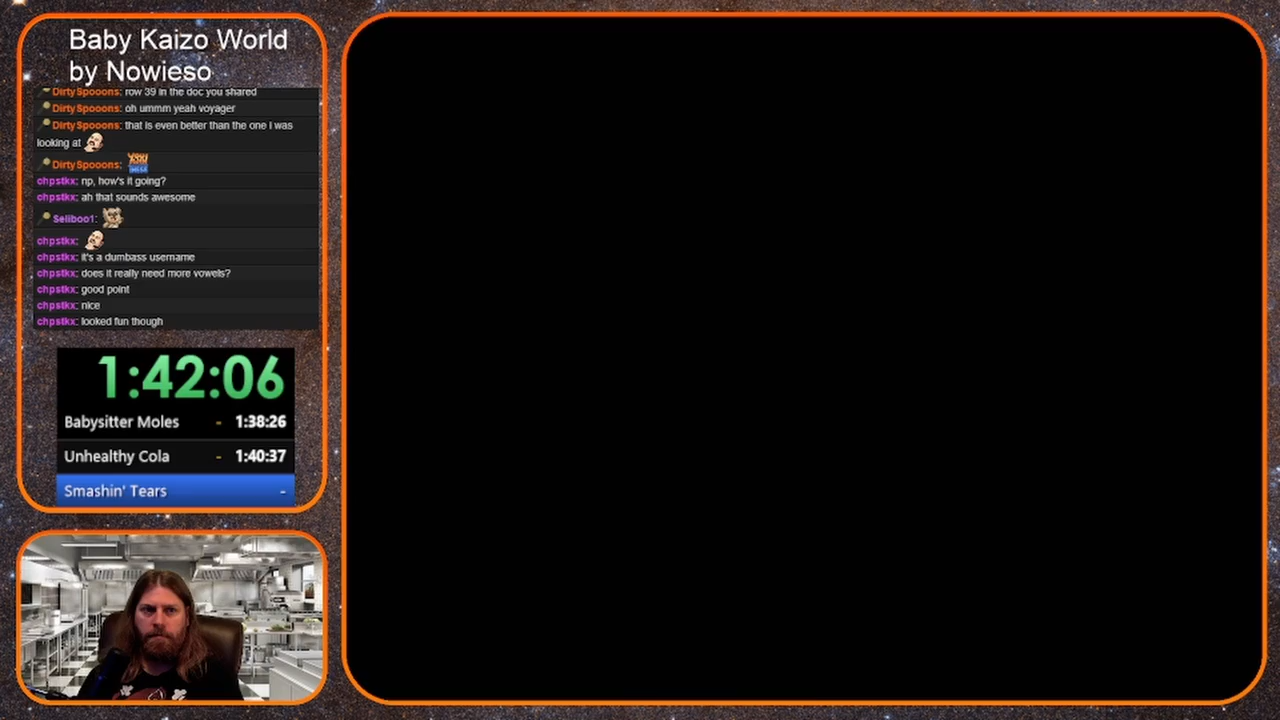 Baby Kaizo World
by Nowieso
DirtySpooons: row 39 in the doc you shared
DirtySpooons: oh ummm yeah voyager
DirtySpooons: that is even better than the one I was
looking at
DirtySpooons:
chpstkx: np, how's it going?
chpstkx: ah that sounds awesome
Seliboo1:
chpstkx:
chpstkx: it's a dumbass username
chpstkx: does it really need more vowels?
chpstkx: good point
chpstkx: nice
chpstkx: looked fun though
1:42:06
Babysitter Moles - 1:38:26
Unhealthy Cola - 1:40:37
Smashin' Tears -